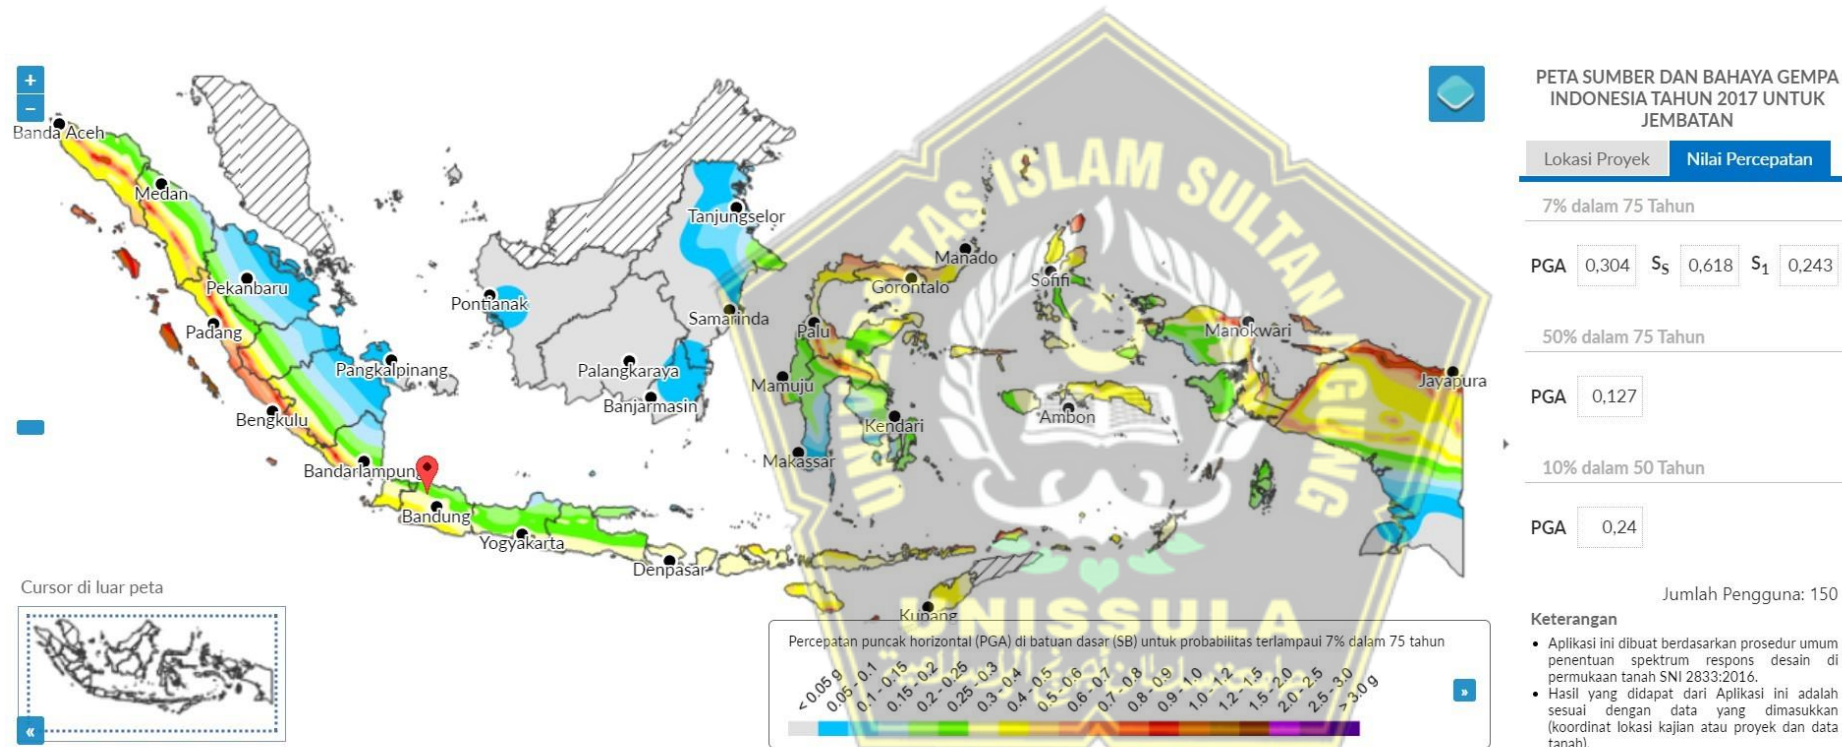 +
−
Banda Aceh
Medan
Pekanbaru
Padang
Pangkalpinang
Bengkulu
Bandarlampung
Bandung
Yogyakarta
Denpasar
Pontianak
Tanjungselor
Samarinda
Palangkaraya
Banjarmasin
Manado
Gorontalo
Sofifi
Palu
Mamuju
Makassar
Kendari
Ambon
Manokwari
Jayapura
Kupang
UNIVERSITAS ISLAM SULTAN AGUNG
UNISSULA
جامعة سلطان أجونج الإسلامية
Cursor di luar peta
«
Percepatan puncak horizontal (PGA) di batuan dasar (SB) untuk probabilitas terlampaui 7% dalam 75 tahun
< 0.05 g
0.05 - 0.1
0.1 - 0.15
0.15 - 0.2
0.2 - 0.25
0.25 - 0.3
0.3 - 0.4
0.4 - 0.5
0.5 - 0.6
0.6 - 0.7
0.7 - 0.8
0.8 - 0.9
0.9 - 1.0
1.0 - 1.2
1.2 - 1.5
1.5 - 2.0
2.0 - 2.5
2.5 - 3.0
> 3.0 g
»
PETA SUMBER DAN BAHAYA GEMPA
INDONESIA TAHUN 2017 UNTUK
JEMBATAN
Lokasi Proyek Nilai Percepatan
7% dalam 75 Tahun
PGA 0,304 SS 0,618 S1 0,243
50% dalam 75 Tahun
PGA 0,127
10% dalam 50 Tahun
PGA 0,24
Jumlah Pengguna: 150
Keterangan
• Aplikasi ini dibuat berdasarkan prosedur umum
penentuan spektrum respons desain di
permukaan tanah SNI 2833:2016.
• Hasil yang didapat dari Aplikasi ini adalah
sesuai dengan data yang dimasukkan
(koordinat lokasi kajian atau proyek dan data
tanah)